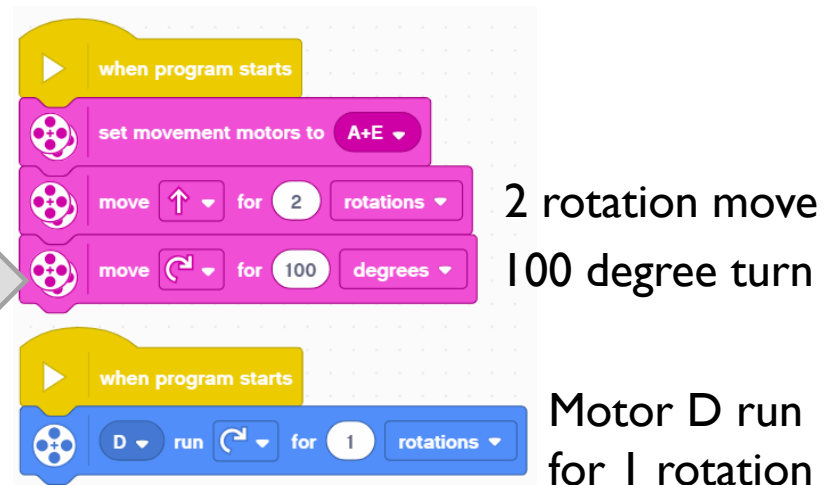 when program starts
set movement motors to A+E
move for 2 rotations
2 rotation move
move for 100 degrees
100 degree turn
when program starts
D run for 1 rotations
Motor D run
for 1 rotation